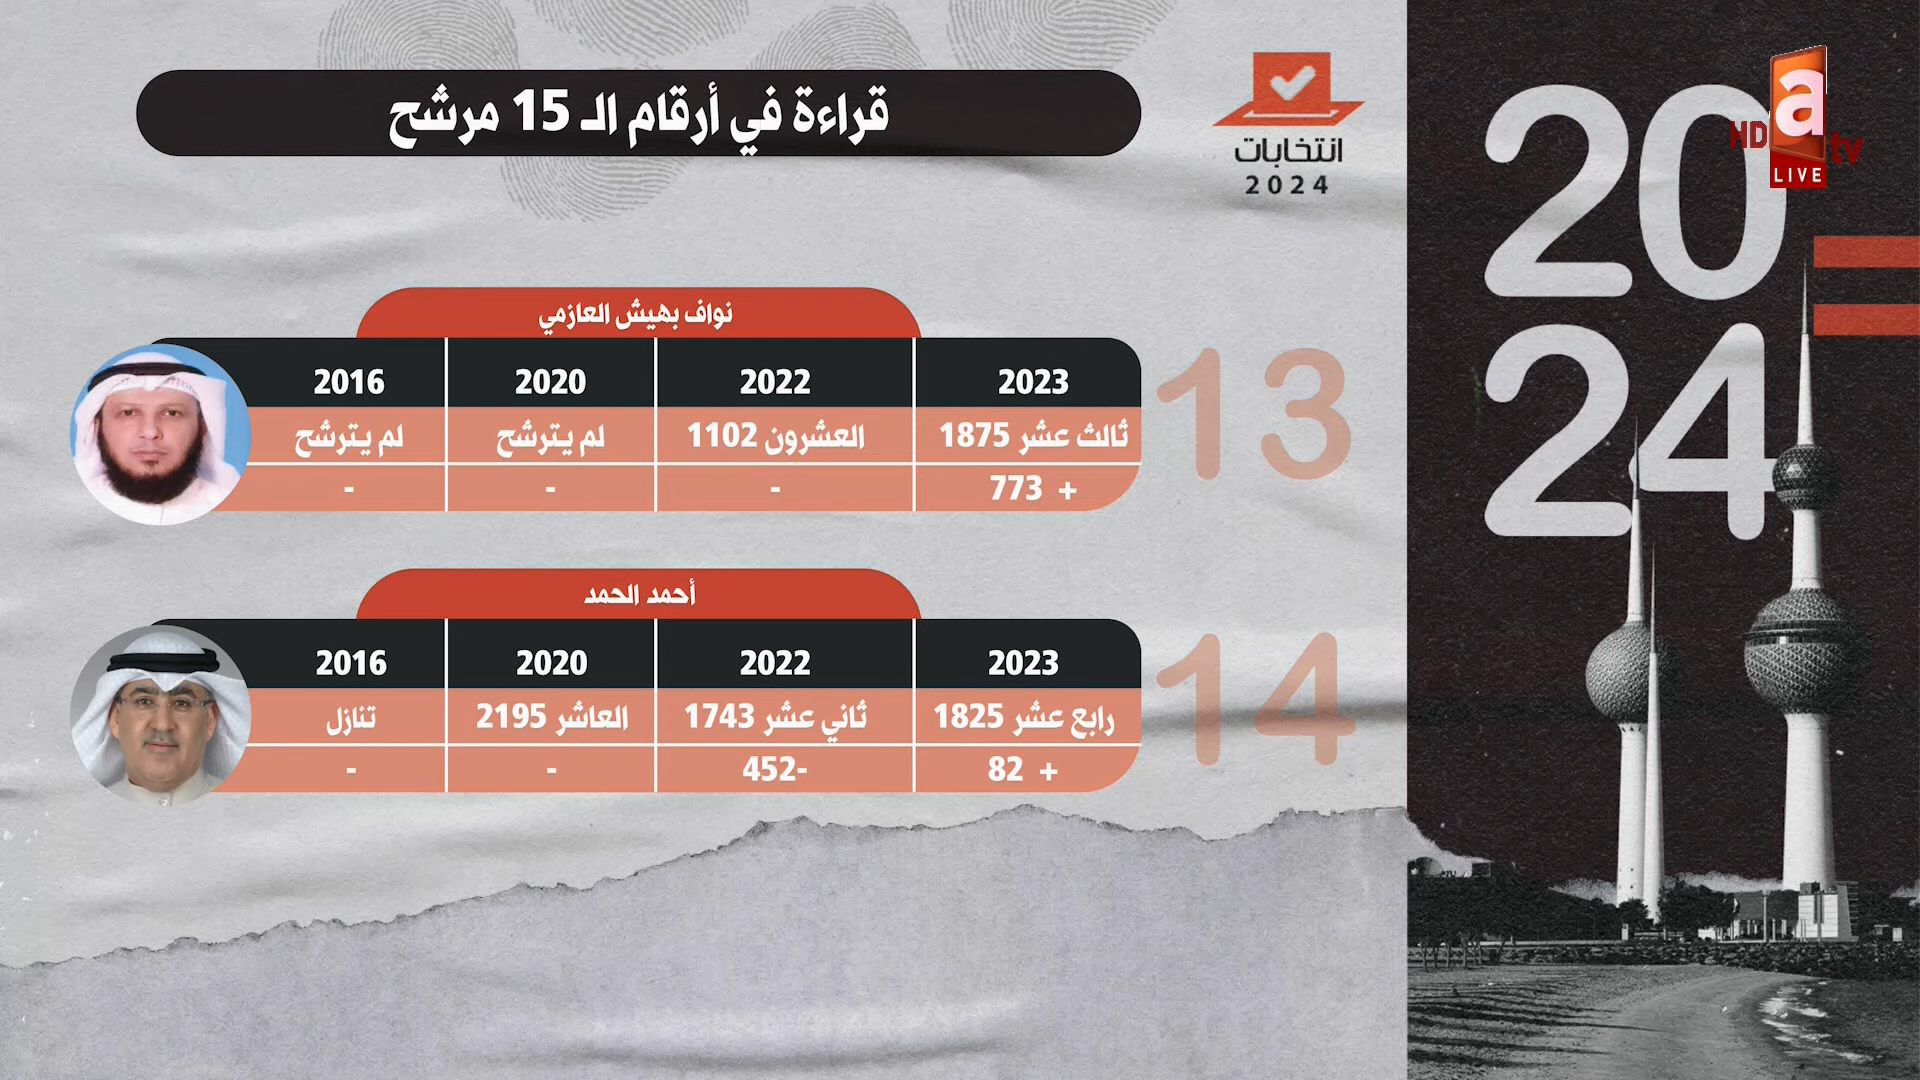 قراءة في أرقام الـ 15 مرشح
انتخابات
2024
20
24
HD a tv
LIVE
13
نواف بهيش العازمي
2023 2022 2020 2016
ثالث عشر 1875 العشرون 1102 لم يترشح لم يترشح
+ 773 - - -
14
أحمد الحمد
2023 2022 2020 2016
رابع عشر 1825 ثاني عشر 1743 العاشر 2195 تنازل
+ 82 -452 - -